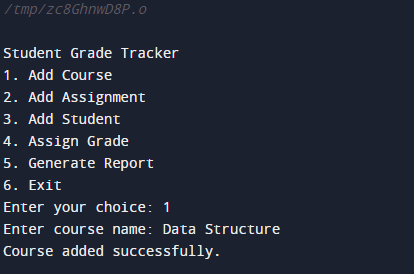 /tmp/zc8GhnwD8P.o
Student Grade Tracker
1. Add Course
2. Add Assignment
3. Add Student
4. Assign Grade
5. Generate Report
6. Exit
Enter your choice: 1
Enter course name: Data Structure
Course added successfully.